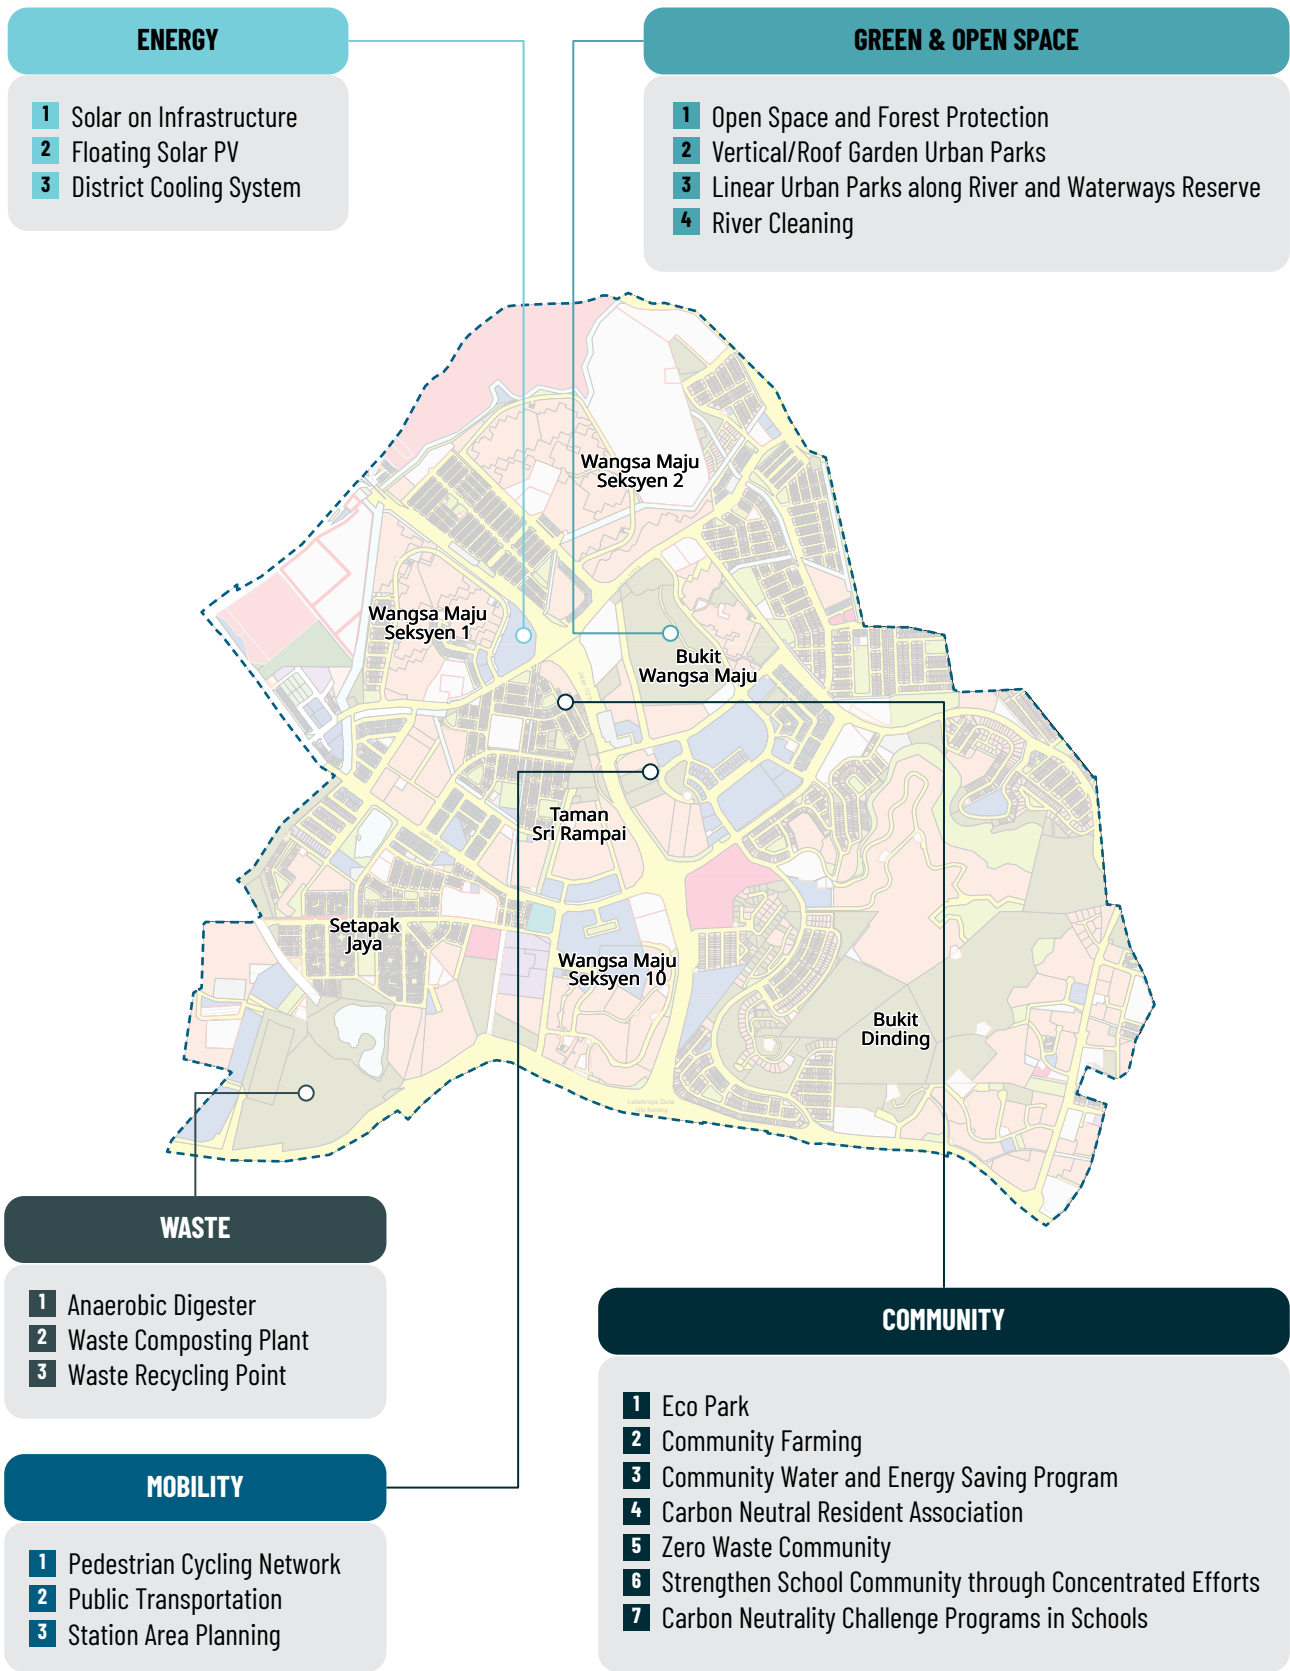 ENERGY
1 Solar on Infrastructure
2 Floating Solar PV
3 District Cooling System
GREEN & OPEN SPACE
1 Open Space and Forest Protection
2 Vertical/Roof Garden Urban Parks
3 Linear Urban Parks along River and Waterways Reserve
4 River Cleaning
Wangsa Maju
Seksyen 2
Wangsa Maju
Seksyen 1
Bukit
Wangsa Maju
Taman
Sri Rampai
Setapak
Jaya
Wangsa Maju
Seksyen 10
Bukit
Dinding
Lebuhraya Duta
Ulu Kelang
WASTE
1 Anaerobic Digester
2 Waste Composting Plant
3 Waste Recycling Point
MOBILITY
1 Pedestrian Cycling Network
2 Public Transportation
3 Station Area Planning
COMMUNITY
1 Eco Park
2 Community Farming
3 Community Water and Energy Saving Program
4 Carbon Neutral Resident Association
5 Zero Waste Community
6 Strengthen School Community through Concentrated Efforts
7 Carbon Neutrality Challenge Programs in Schools